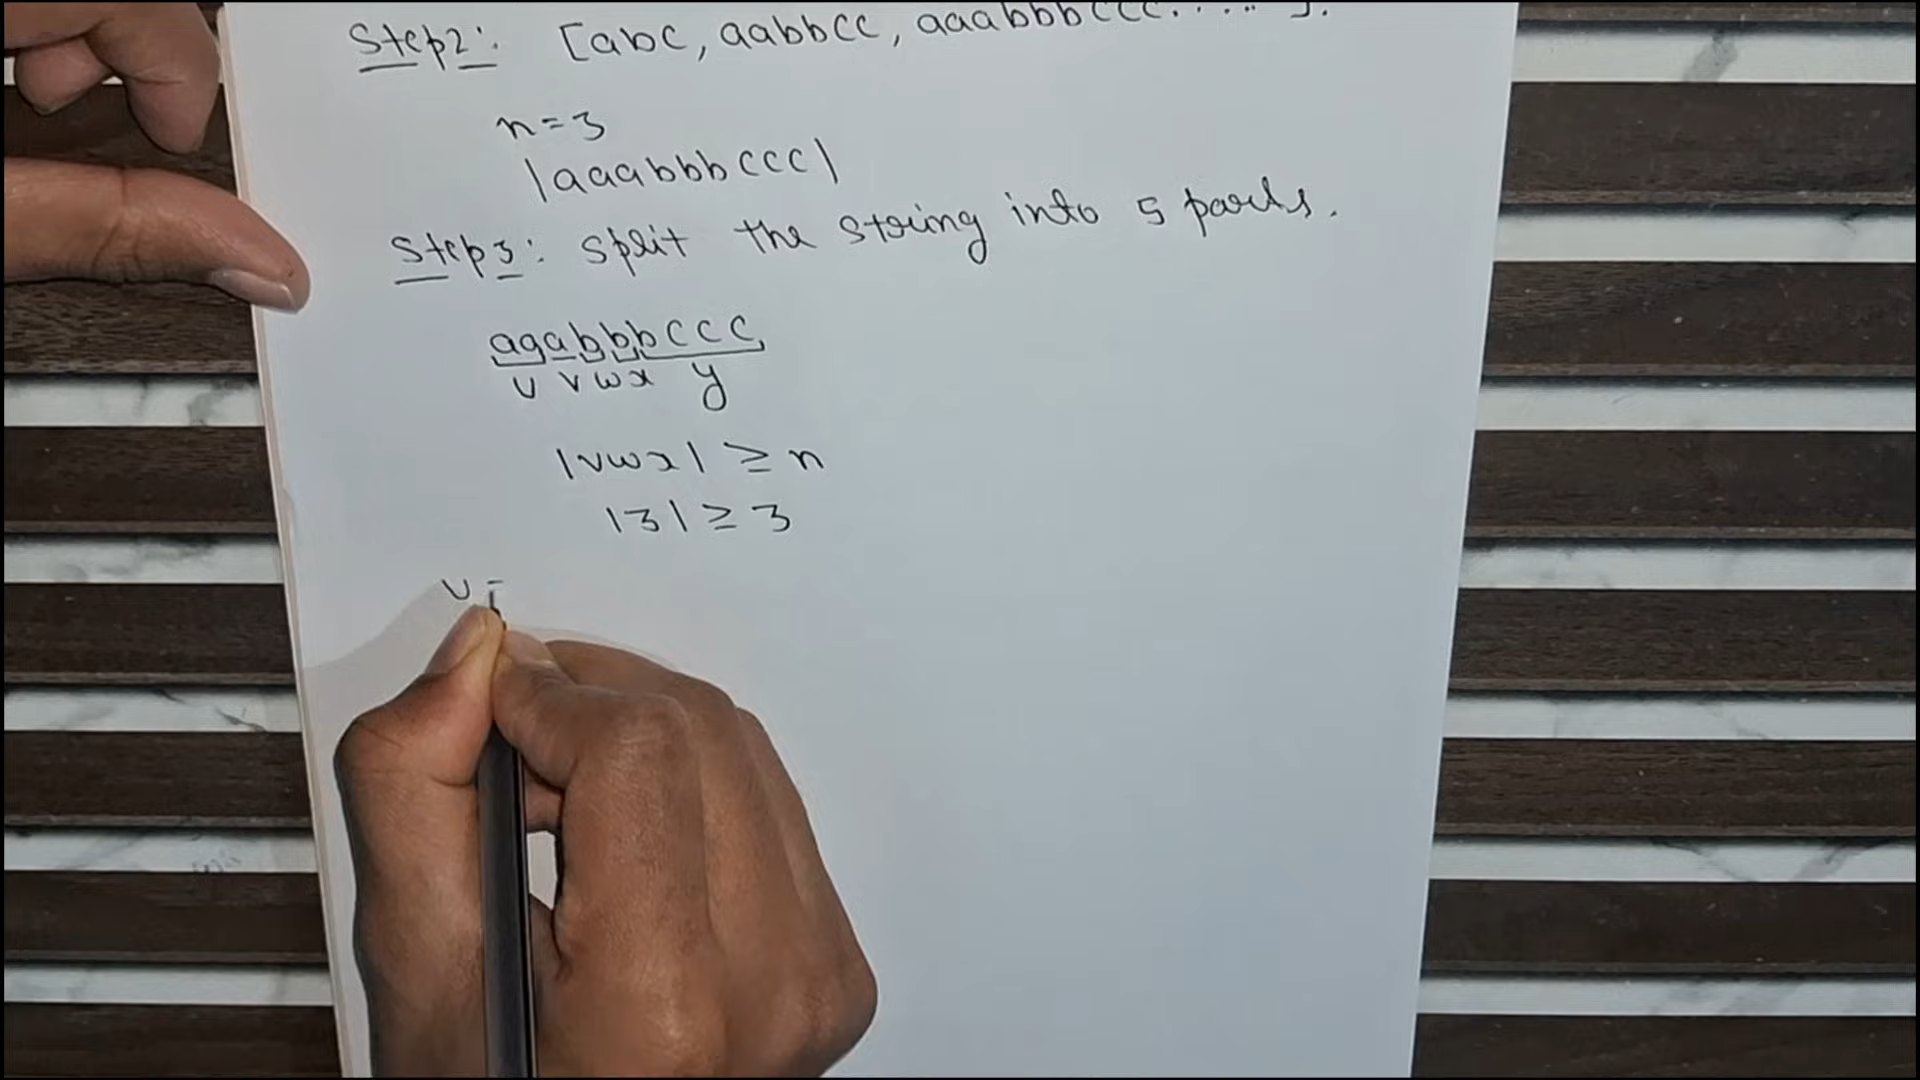 Step2: [abc, aabbcc, aaabbbccc..... ].
n=3
|aaabbbccc|
Step3: split the string into 5 parts.
aaabbbccc
u v w x y
|vwx| ≥ n
|3| ≥ 3
u =